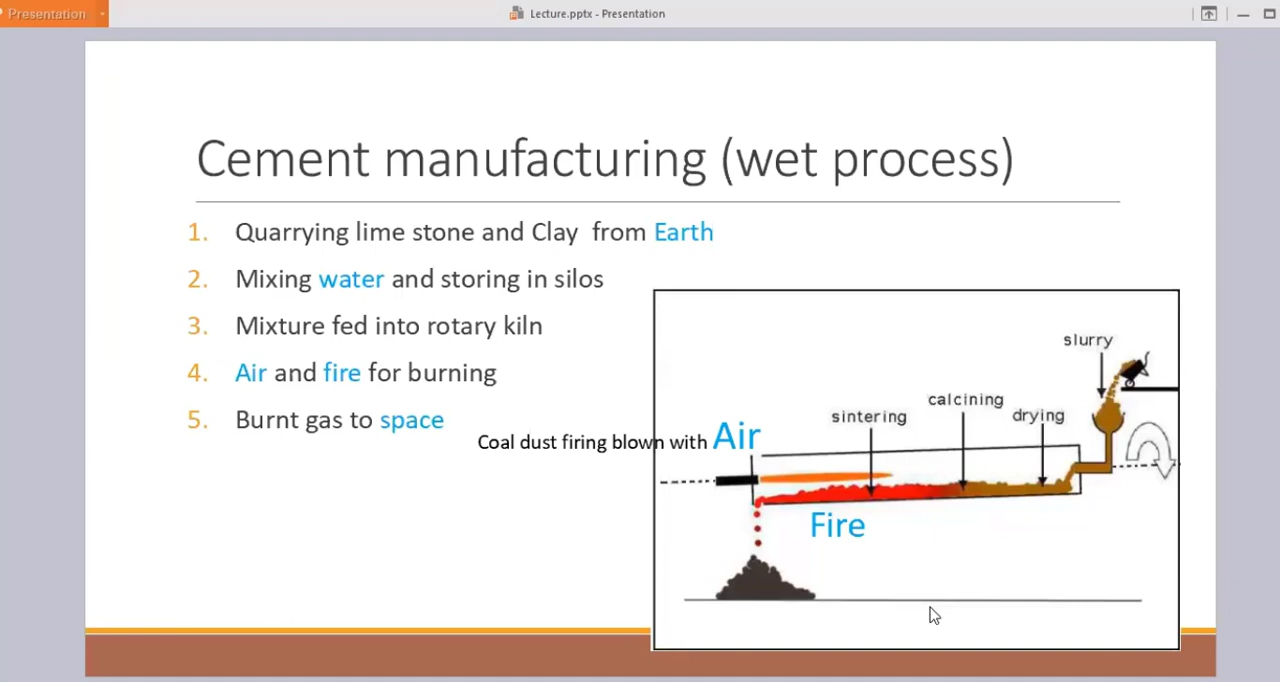 Presentation
Lecture.pptx - Presentation
Cement manufacturing (wet process)
1. Quarrying lime stone and Clay from Earth
2. Mixing water and storing in silos
3. Mixture fed into rotary kiln
4. Air and fire for burning
5. Burnt gas to space
Coal dust firing blown with Air
slurry
calcining
sintering
drying
Fire